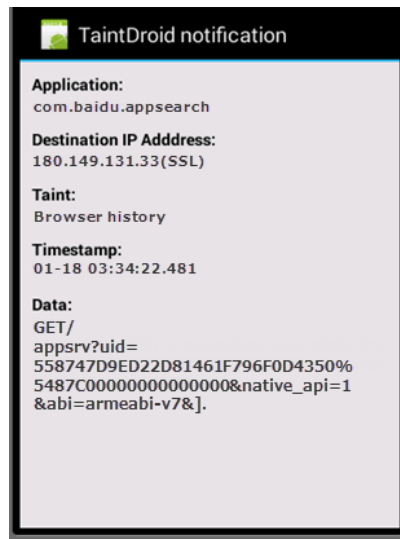 TaintDroid notification
Application:
com.baidu.appsearch
Destination IP Adddress:
180.149.131.33(SSL)
Taint:
Browser history
Timestamp:
01-18 03:34:22.481
Data:
GET/
appsrv?uid=
558747D9ED22D81461F796F0D4350%
5487C00000000000000&native_api=1
&abi=armeabi-v7&].